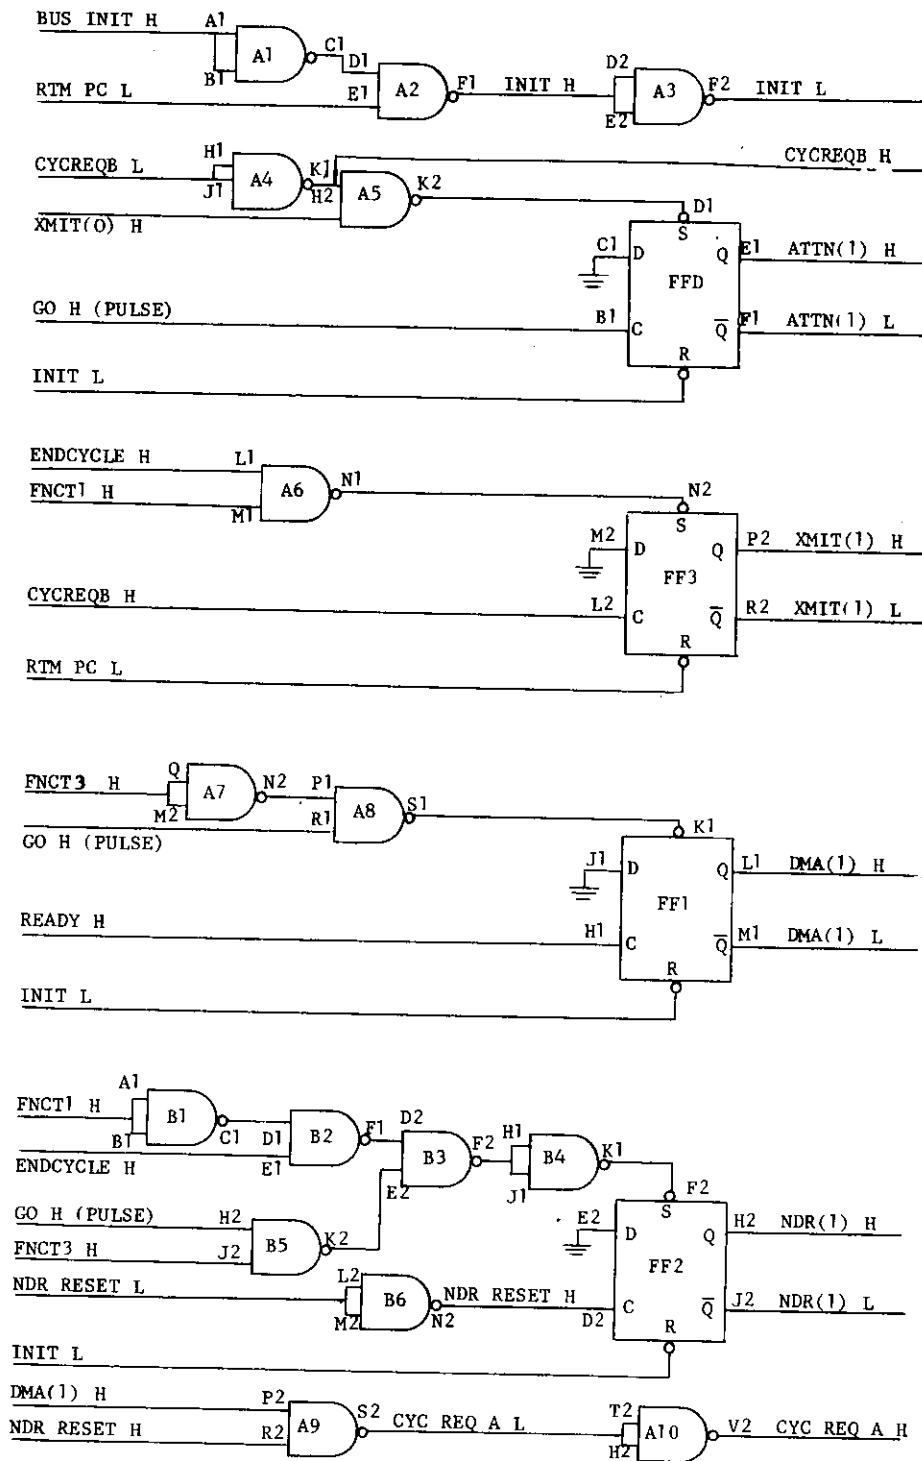 BUS INIT H A1 A1 B1 C1 D1 A2 E1 F1 INIT H D2 A3 E2 F2 INIT L
RTM PC L
CYCREQB L H1 J1 A4 K1 H2 A5 K2 CYCREQB H
XMIT(0) H D1
S
C1 D Q E1 ATTN(1) H
FFD
GO H (PULSE) B1 C Q F1 ATTN(1) L
R
INIT L
ENDCYCLE H L1 A6 N1 N2
FNCT1 H M1 S
M2 D Q P2 XMIT(1) H
FF3
CYCREQB H L2 C Q R2 XMIT(1) L
R
RTM PC L
FNCT3 H Q M2 A7 N2 P1 R1 A8 S1
GO H (PULSE) K1
J1 D Q L1 DMA(1) H
FF1
READY H H1 C Q M1 DMA(1) L
R
INIT L
FNCT1 H A1 B1 B1 C1 D1 B2 E1 F1 D2 B3 E2 F2 H1 J1 B4 K1
ENDCYCLE H
GO H (PULSE) H2 B5 K2 F2
S
FNCT3 H J2 E2 D Q H2 NDR(1) H
FF2
NDR RESET L L2 M2 B6 N2 NDR RESET H D2 C Q J2 NDR(1) L
R
INIT L
DMA(1) H P2 A9 S2 CYC REQ A L T2 H2 A10 V2 CYC REQ A H
NDR RESET H R2